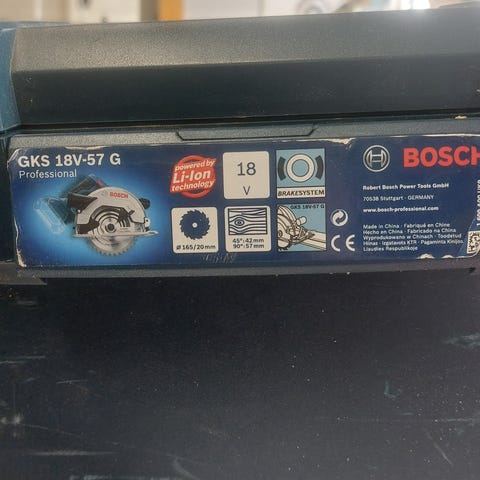 GKS 18V-57 G
Professional
BOSCH
powered by
Li-Ion
technology
18
V
BRAKESYSTEM
ø 165/20 mm
45°: 42 mm
90°: 57 mm
GKS 18V-57 G
CE
BOSCH
Robert Bosch Power Tools GmbH
70538 Stuttgart · GERMANY
www.bosch-professional.com
Made in China · Fabriqué en Chine
Hecho en China · Fabricado na China
Wyprodukowano w Chinach · Toodetud
Hiinas · Izgatavots ĶTR · Pagaminta Kinijos
Liaudies Respublikoje